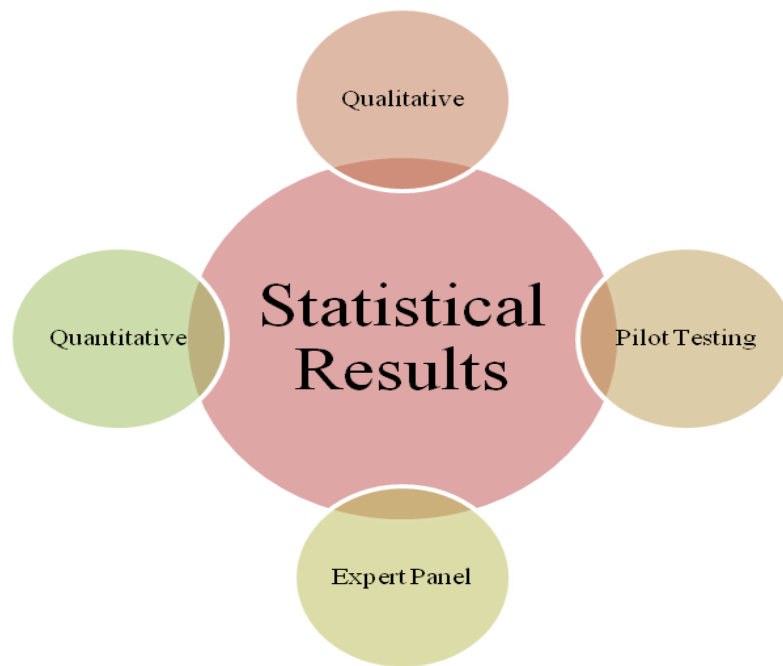 Qualitative
Statistical
Results
Quantitative
Pilot Testing
Expert Panel